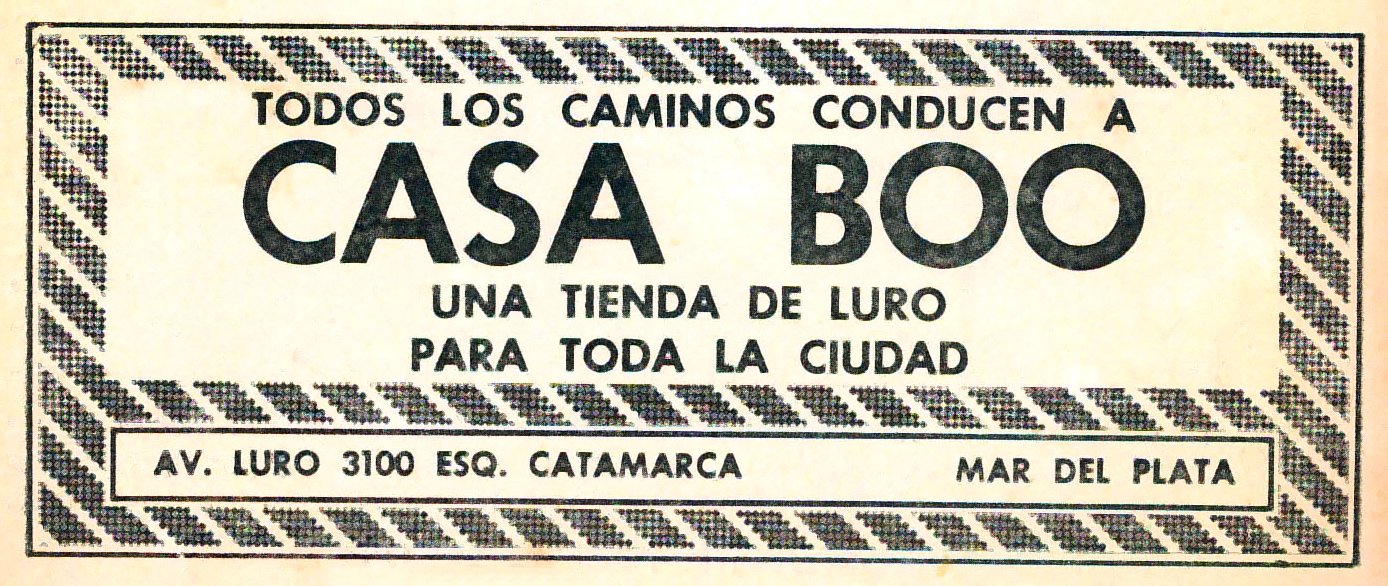 TODOS LOS CAMINOS CONDUCEN A
CASA BOO
UNA TIENDA DE LURO
PARA TODA LA CIUDAD
AV. LURO 3100 ESQ. CATAMARCA MAR DEL PLATA